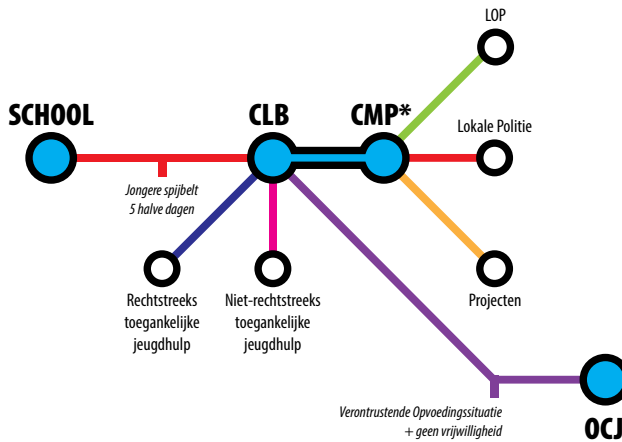 LOP
SCHOOL
CLB
CMP*
Lokale Politie
Jongere spijbelt
5 halve dagen
Rechtstreeks
toegankelijke
jeugdhulp
Niet-rechtstreeks
toegankelijke
jeugdhulp
Projecten
Verontrustende Opvoedingssituatie
+ geen vrijwilligheid
OCJ